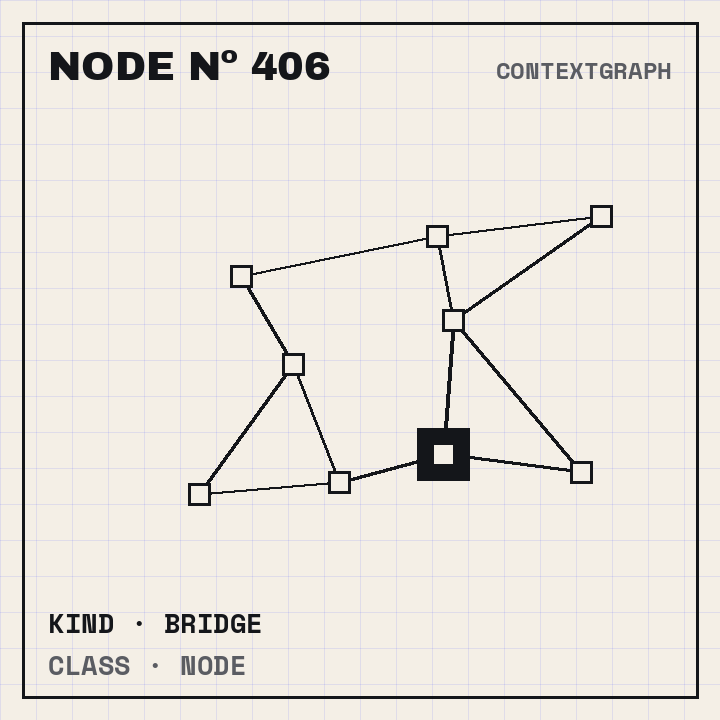 NODE Nº 406
CONTEXTGRAPH
KIND · BRIDGE
CLASS · NODE